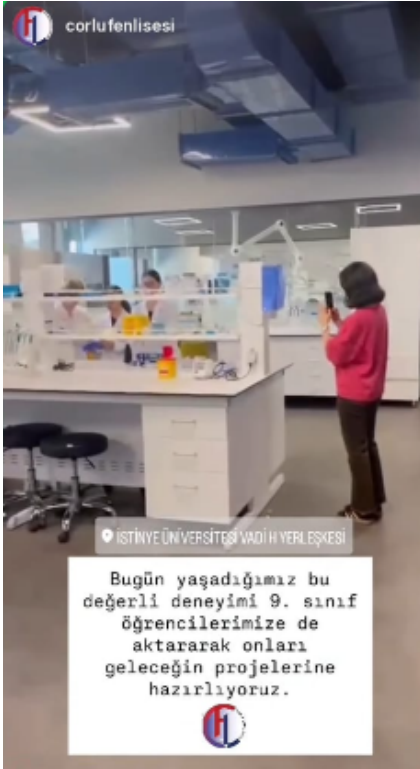 corlufenlisesi
İSTİNYE ÜNİVERSİTESİ VADİ H YERLEŞKESİ
Bugün yaşadığımız bu
değerli deneyimi 9. sınıf
öğrencilerimize de
aktararak onları
geleceğin projelerine
hazırlıyoruz.